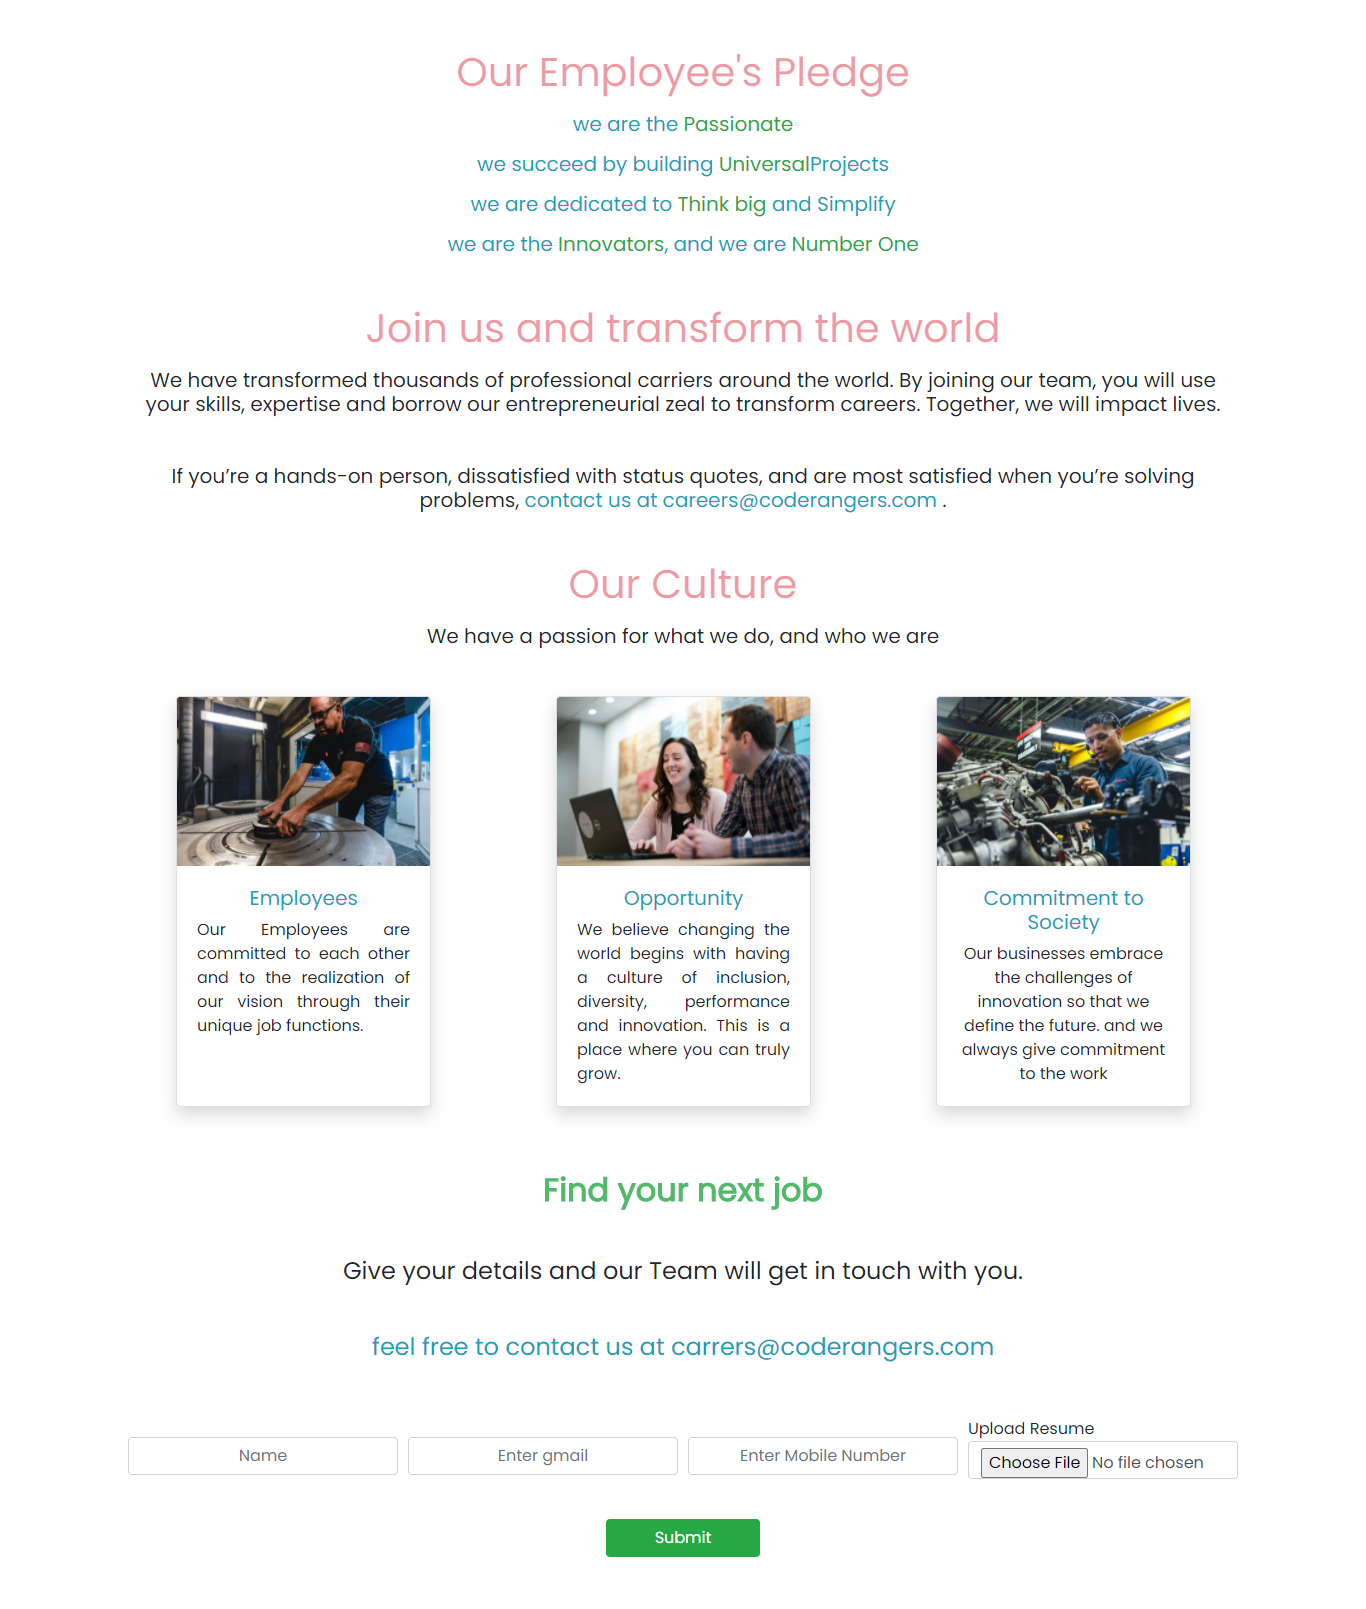 Our Employee's Pledge
we are the Passionate
we succeed by building UniversalProjects
we are dedicated to Think big and Simplify
we are the Innovators, and we are Number One
Join us and transform the world
We have transformed thousands of professional carriers around the world. By joining our team, you will use
your skills, expertise and borrow our entrepreneurial zeal to transform careers. Together, we will impact lives.
If you’re a hands-on person, dissatisfied with status quotes, and are most satisfied when you’re solving
problems, contact us at careers@coderangers.com .
Our Culture
We have a passion for what we do, and who we are
Employees
Our Employees are
committed to each other
and to the realization of
our vision through their
unique job functions.
Opportunity
We believe changing the
world begins with having
a culture of inclusion,
diversity, performance
and innovation. This is a
place where you can truly
grow.
Commitment to
Society
Our businesses embrace
the challenges of
innovation so that we
define the future. and we
always give commitment
to the work
Find your next job
Give your details and our Team will get in touch with you.
feel free to contact us at carrers@coderangers.com
Name
Enter gmail
Enter Mobile Number
Upload Resume
Choose File No file chosen
Submit